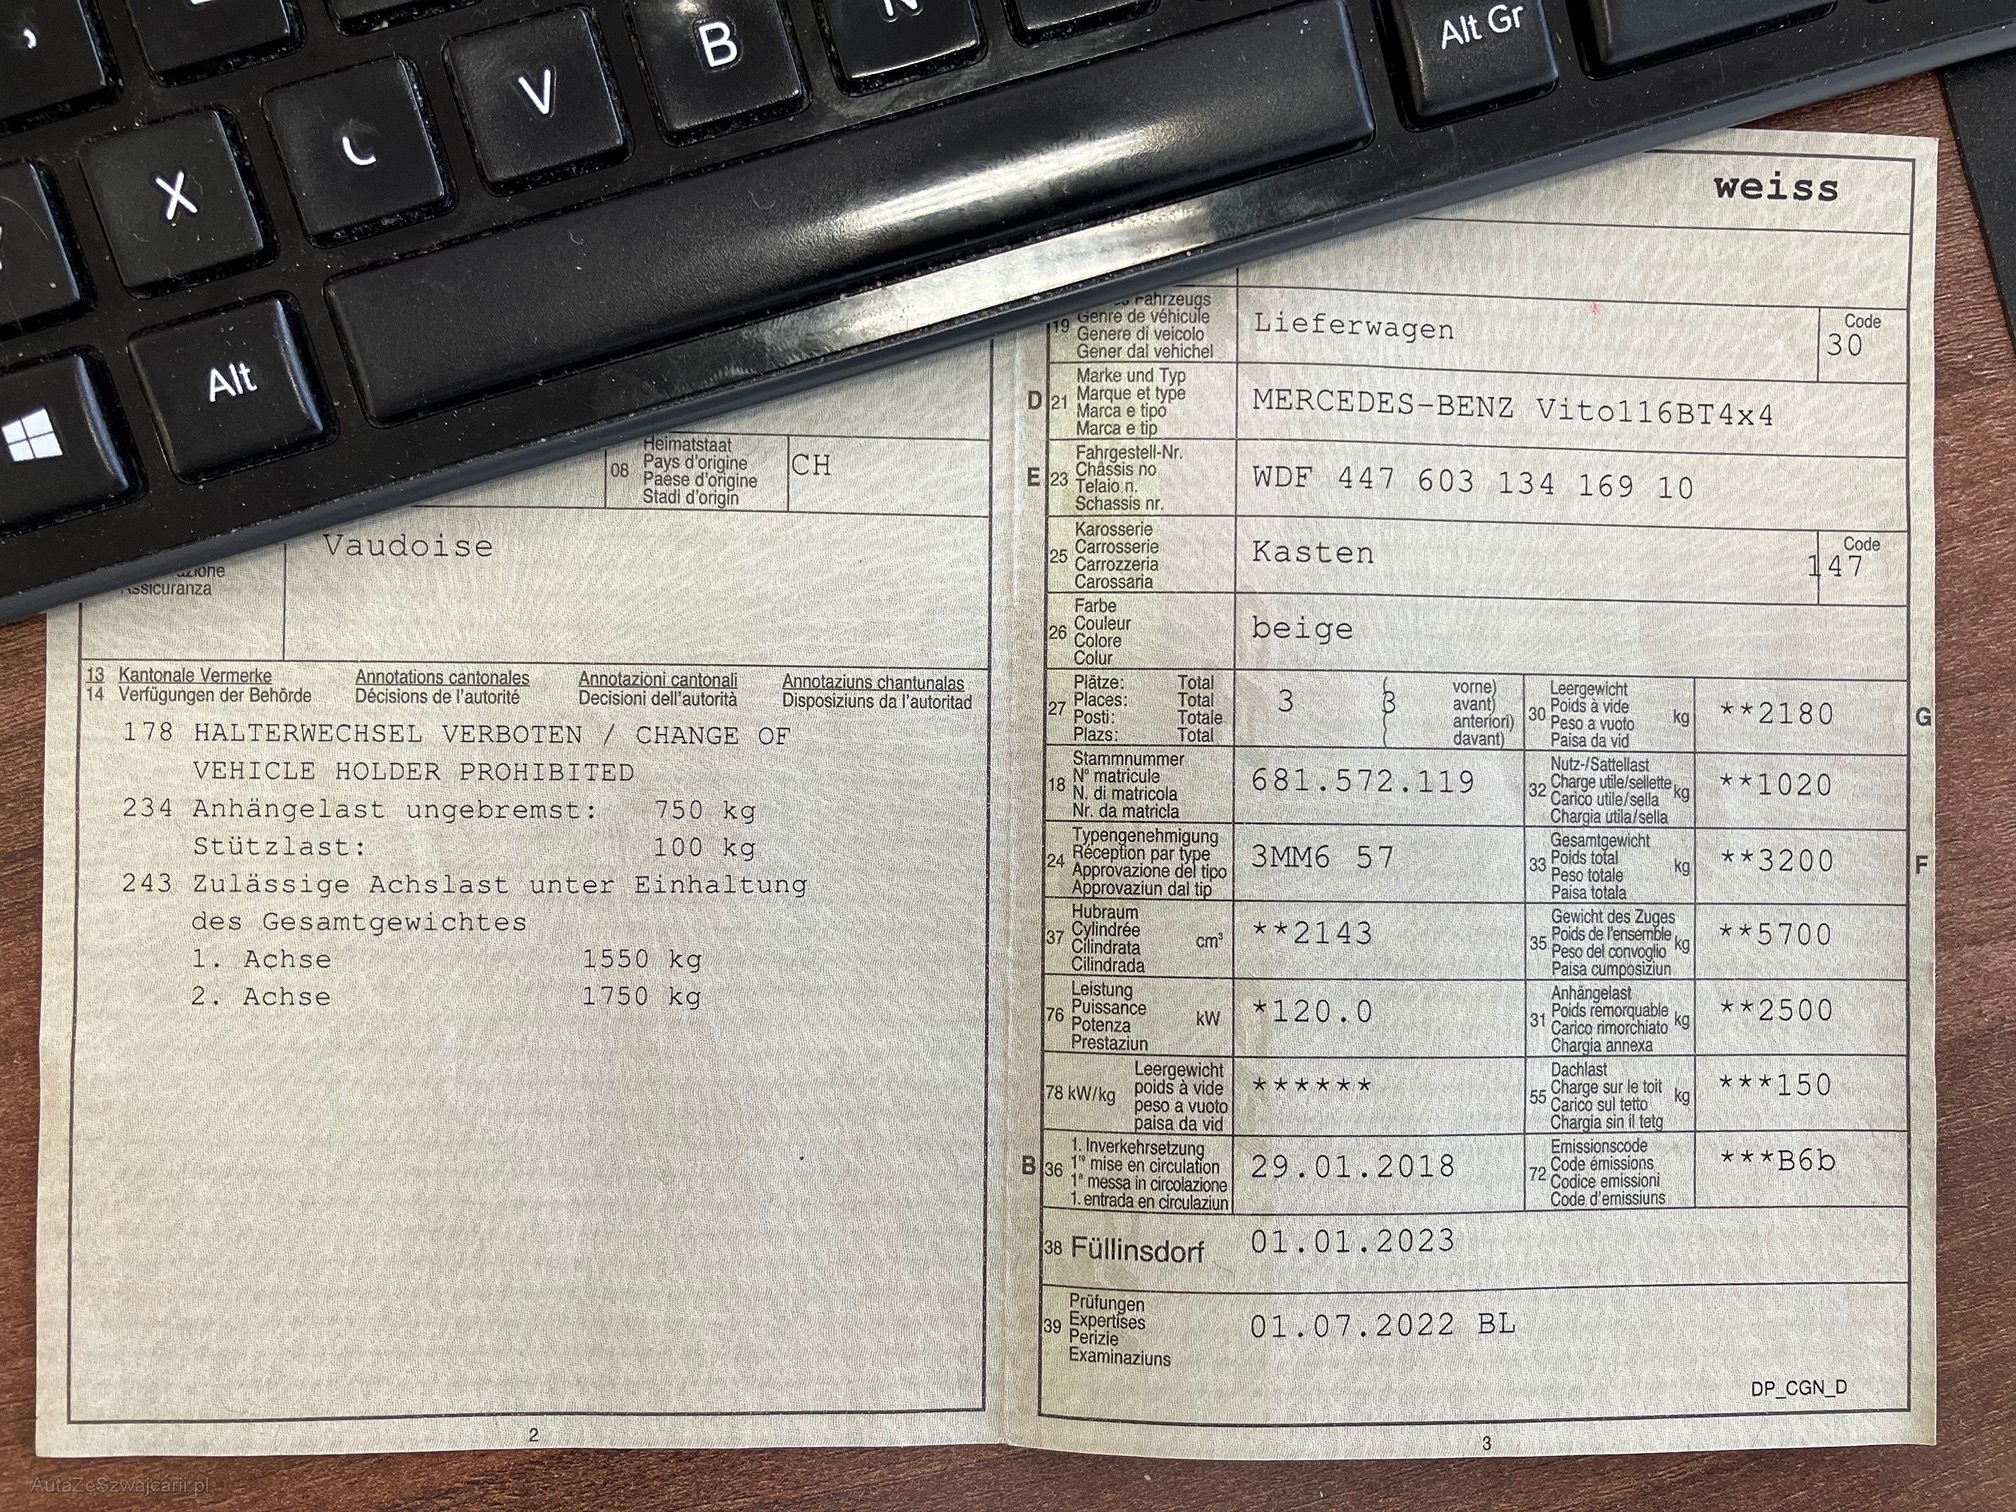 ,
N
Alt Gr
B
V
C
X
Alt
weiss
Fahrzeugs
19 Genre de véhicule
Genere di veicolo
Gener dal vehichel
Lieferwagen
Code
30
D 21 Marke und Typ
Marque et type
Marca e tipo
Marca e tip
MERCEDES-BENZ Vito116BT4x4
E 23 Fahrgestell-Nr.
Châssis no
Telaio n.
Schassis nr.
WDF 447 603 134 169 10
08 Heimatstaat
Pays d'origine
Paese d'origine
Stadi d'origin
CH
Vaudoise
Assicuranza
25 Karosserie
Carrosserie
Carrozzeria
Carossaria
Kasten
Code
147
26 Farbe
Couleur
Colore
Colur
beige
13 Kantonale Vermerke Annotations cantonales Annotazioni cantonali Annotaziuns chantunalas
14 Verfügungen der Behörde Décisions de l'autorité Decisioni dell'autorità Disposiziuns da l'autoritad
178 HALTERWECHSEL VERBOTEN / CHANGE OF
VEHICLE HOLDER PROHIBITED
234 Anhängelast ungebremst: 750 kg
Stützlast: 100 kg
243 Zulässige Achslast unter Einhaltung
des Gesamtgewichtes
1. Achse 1550 kg
2. Achse 1750 kg
2
27 Plätze: Total
Places: Total
Posti: Totale
Plazs: Total
3 (3 vorne)
avant)
anteriori)
davant)
30 Leergewicht
Poids à vide
Peso a vuoto
Paisa da vid
kg **2180 G
18 Stammnummer
N° matricule
N. di matricola
Nr. da matricla
681.572.119
32 Nutz-/Sattellast
Charge utile/sellette
Carico utile/sella
Chargia utila/sella
kg **1020
24 Typengenehmigung
Réception par type
Approvazione del tipo
Approvaziun dal tip
3MM6 57
33 Gesamtgewicht
Poids total
Peso totale
Paisa totala
kg **3200 F
37 Hubraum
Cylindrée
Cilindrata
Cilindrada
cm³ **2143
35 Gewicht des Zuges
Poids de l'ensemble
Peso del convoglio
Paisa cumposiziun
kg **5700
76 Leistung
Puissance
Potenza
Prestaziun
kW *120.0
31 Anhängelast
Poids remorquable
Carico rimorchiato
Chargia annexa
kg **2500
78 kW/kg Leergewicht
poids à vide
peso a vuoto
paisa da vid
******
55 Dachlast
Charge sur le toit
Carico sul tetto
Chargia sin il tetg
kg ***150
B 36 1. Inverkehrsetzung
1re mise en circulation
1a messa in circolazione
1. entrada en circulaziun
29.01.2018
72 Emissionscode
Code émissions
Codice emissioni
Code d'emissiuns
***B6b
38 Füllinsdorf 01.01.2023
39 Prüfungen
Expertises
Perizie
Examinaziuns
01.07.2022 BL
DP_CGN_D
3
AutaZeSzwajcarii.pl